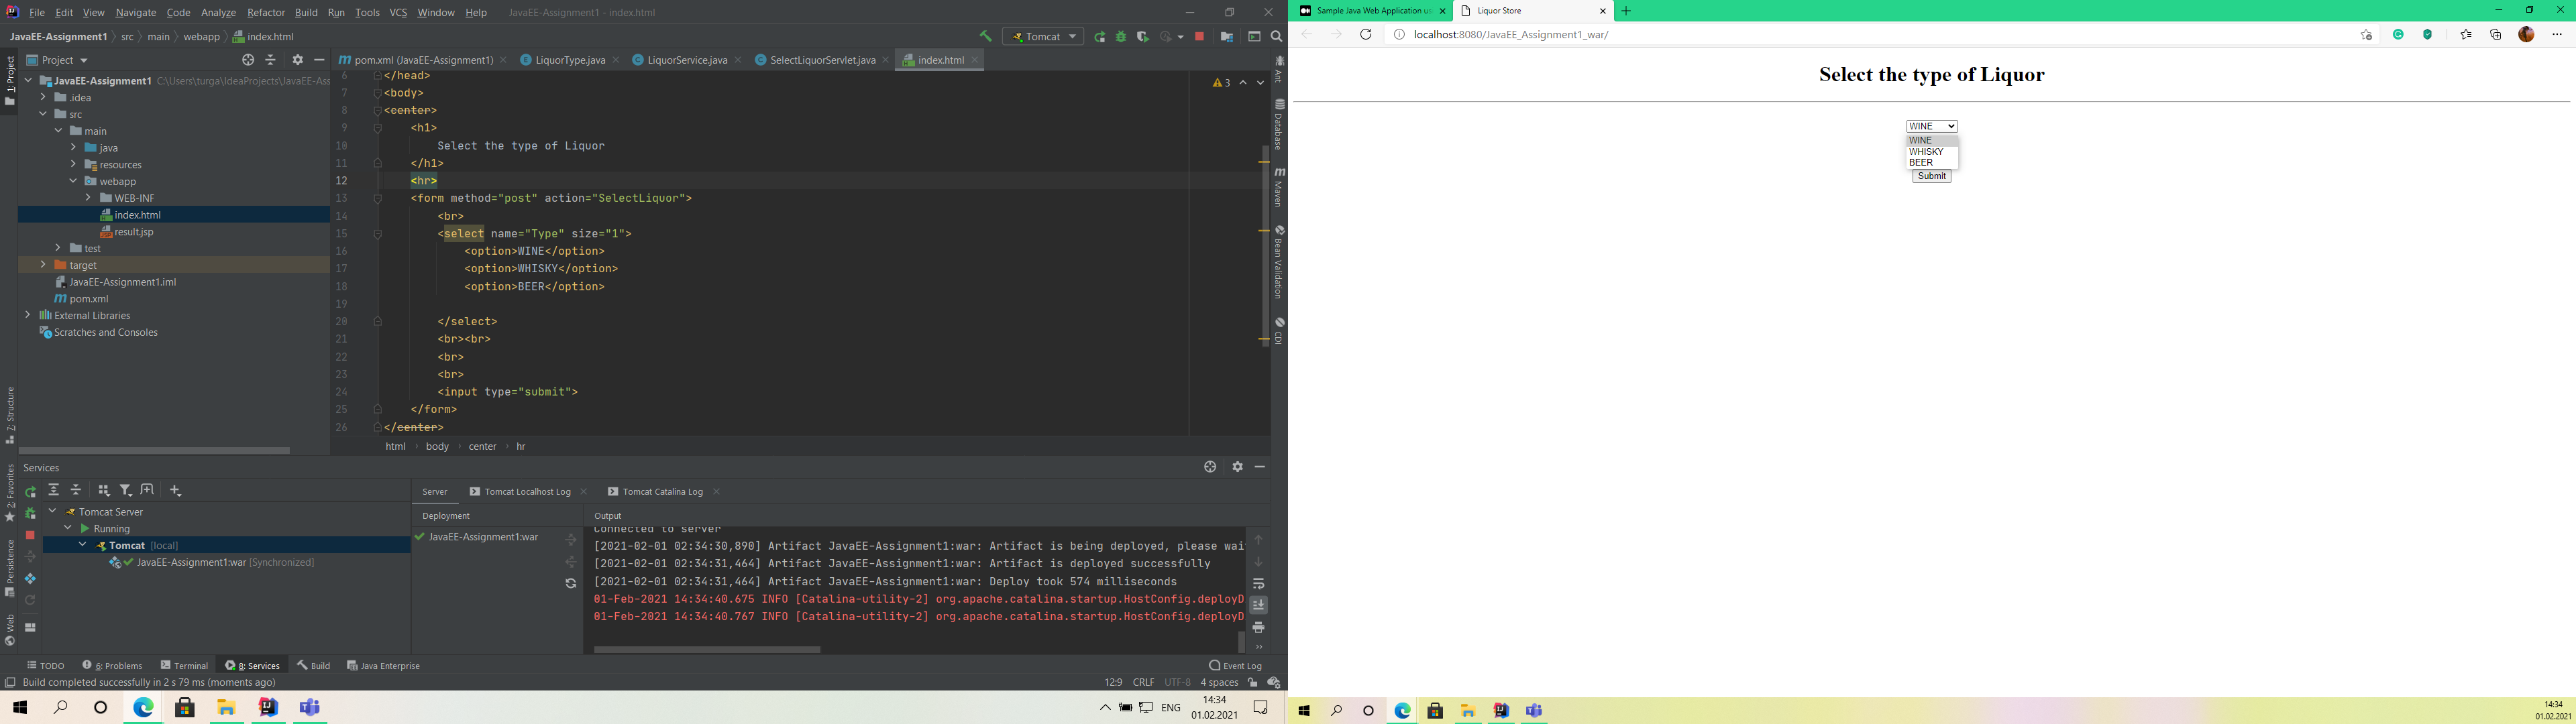 File Edit View Navigate Code Analyze Refactor Build Run Tools VCS Window Help JavaEE-Assignment1 - index.html
JavaEE-Assignment1 src main webapp index.html
Tomcat
Project
pom.xml (JavaEE-Assignment1) LiquorType.java LiquorService.java SelectLiquorServlet.java index.html
JavaEE-Assignment1 C:\Users\turga\IdeaProjects\JavaEE-Ass
.idea
src
main
java
resources
webapp
WEB-INF
index.html
result.jsp
test
target
JavaEE-Assignment1.iml
pom.xml
External Libraries
Scratches and Consoles
1: Project
7: Structure
2: Favorites
Persistence
Web
3
6 </head>
7 <body>
8 <center>
9 <h1>
10 Select the type of Liquor
11 </h1>
12 <hr>
13 <form method="post" action="SelectLiquor">
14 <br>
15 <select name="Type" size="1">
16 <option>WINE</option>
17 <option>WHISKY</option>
18 <option>BEER</option>
19
20 </select>
21 <br><br>
22 <br>
23 <br>
24 <input type="submit">
25 </form>
26 </center>
html body center hr
Ant
Database
Maven
Bean Validation
CDI
Services
Tomcat Server
Running
Tomcat [local]
JavaEE-Assignment1:war [Synchronized]
Server Tomcat Localhost Log Tomcat Catalina Log
Deployment Output
JavaEE-Assignment1:war
Connected to server
[2021-02-01 02:34:30,890] Artifact JavaEE-Assignment1:war: Artifact is being deployed, please wai
[2021-02-01 02:34:31,464] Artifact JavaEE-Assignment1:war: Artifact is deployed successfully
[2021-02-01 02:34:31,464] Artifact JavaEE-Assignment1:war: Deploy took 574 milliseconds
01-Feb-2021 14:34:40.675 INFO [Catalina-utility-2] org.apache.catalina.startup.HostConfig.deployD
01-Feb-2021 14:34:40.767 INFO [Catalina-utility-2] org.apache.catalina.startup.HostConfig.deployD
TODO 6: Problems Terminal 8: Services Build Java Enterprise Event Log
Build completed successfully in 2 s 79 ms (moments ago) 12:9 CRLF UTF-8 4 spaces
ENG
14:34
01.02.2021
Sample Java Web Application us Liquor Store
localhost:8080/JavaEE_Assignment1_war/
Select the type of Liquor
WINE
WINE
WHISKY
BEER
Submit
14:34
01.02.2021